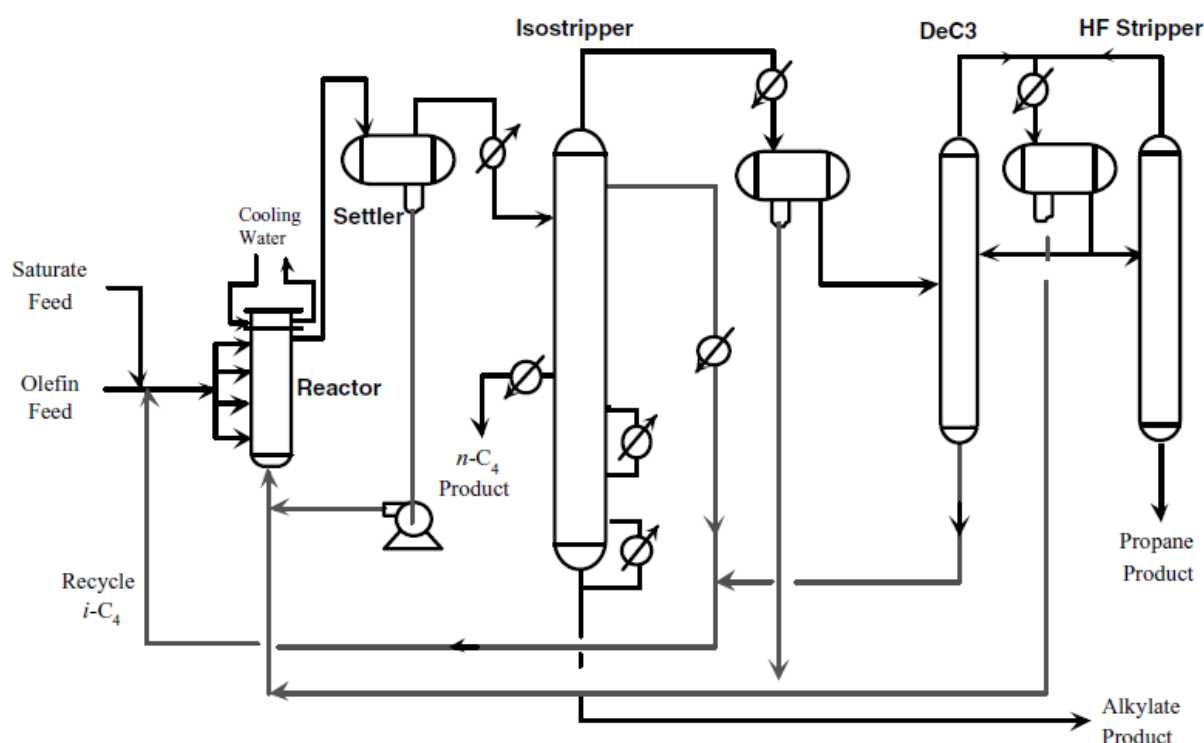 Isostripper
DeC3
HF Stripper
Settler
Cooling
Water
Saturate
Feed
Olefin
Feed
Reactor
n-C4
Product
Recycle
i-C4
Propane
Product
Alkylate
Product